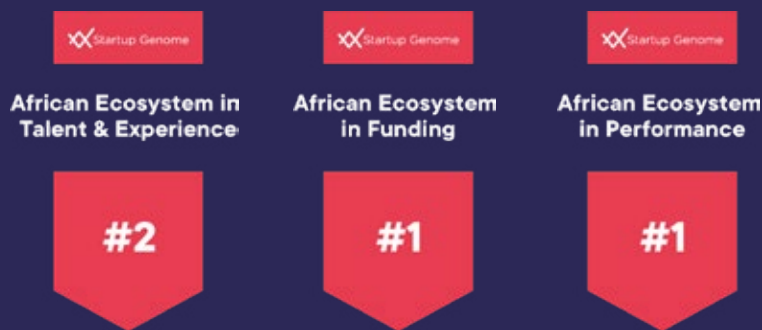 Startup Genome
African Ecosystem in
Talent & Experience
#2
Startup Genome
African Ecosystem
in Funding
#1
Startup Genome
African Ecosystem
in Performance
#1